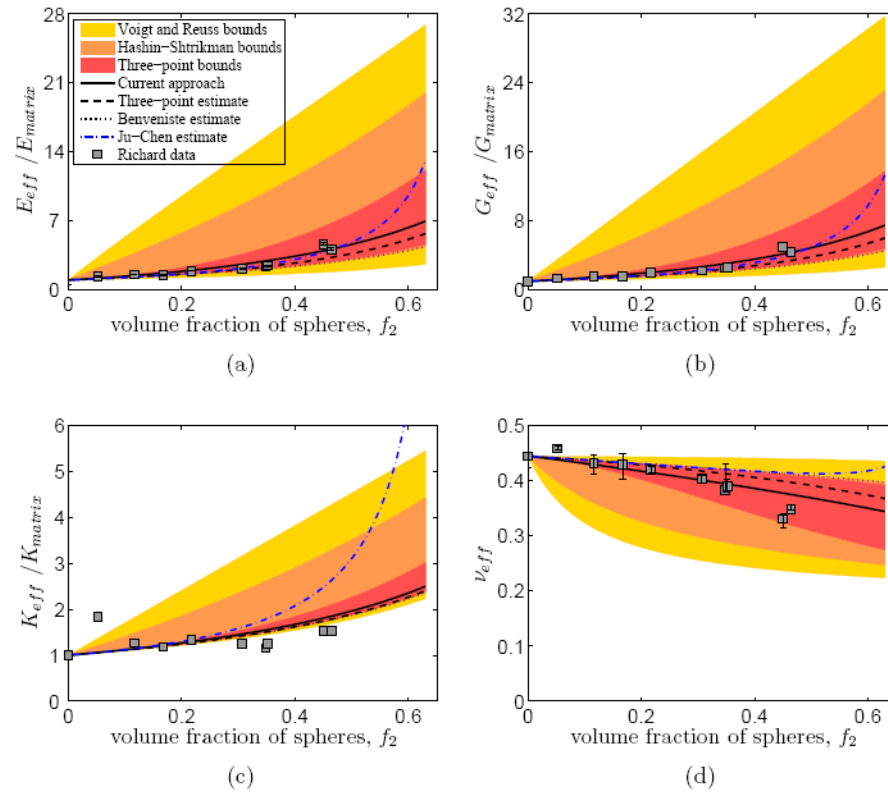 28
21
14
7
0
E_eff / E_matrix
Voigt and Reuss bounds
Hashin-Shtrikman bounds
Three-point bounds
Current approach
Three-point estimate
Benveniste estimate
Ju-Chen estimate
Richard data
0 0.2 0.4 0.6
volume fraction of spheres, f_2
(a)
32
24
16
8
0
G_eff / G_matrix
0 0.2 0.4 0.6
volume fraction of spheres, f_2
(b)
6
5
4
3
2
1
0
K_eff / K_matrix
0 0.2 0.4 0.6
volume fraction of spheres, f_2
(c)
0.5
0.4
0.3
0.2
0.1
0
ν_eff
0 0.2 0.4 0.6
volume fraction of spheres, f_2
(d)